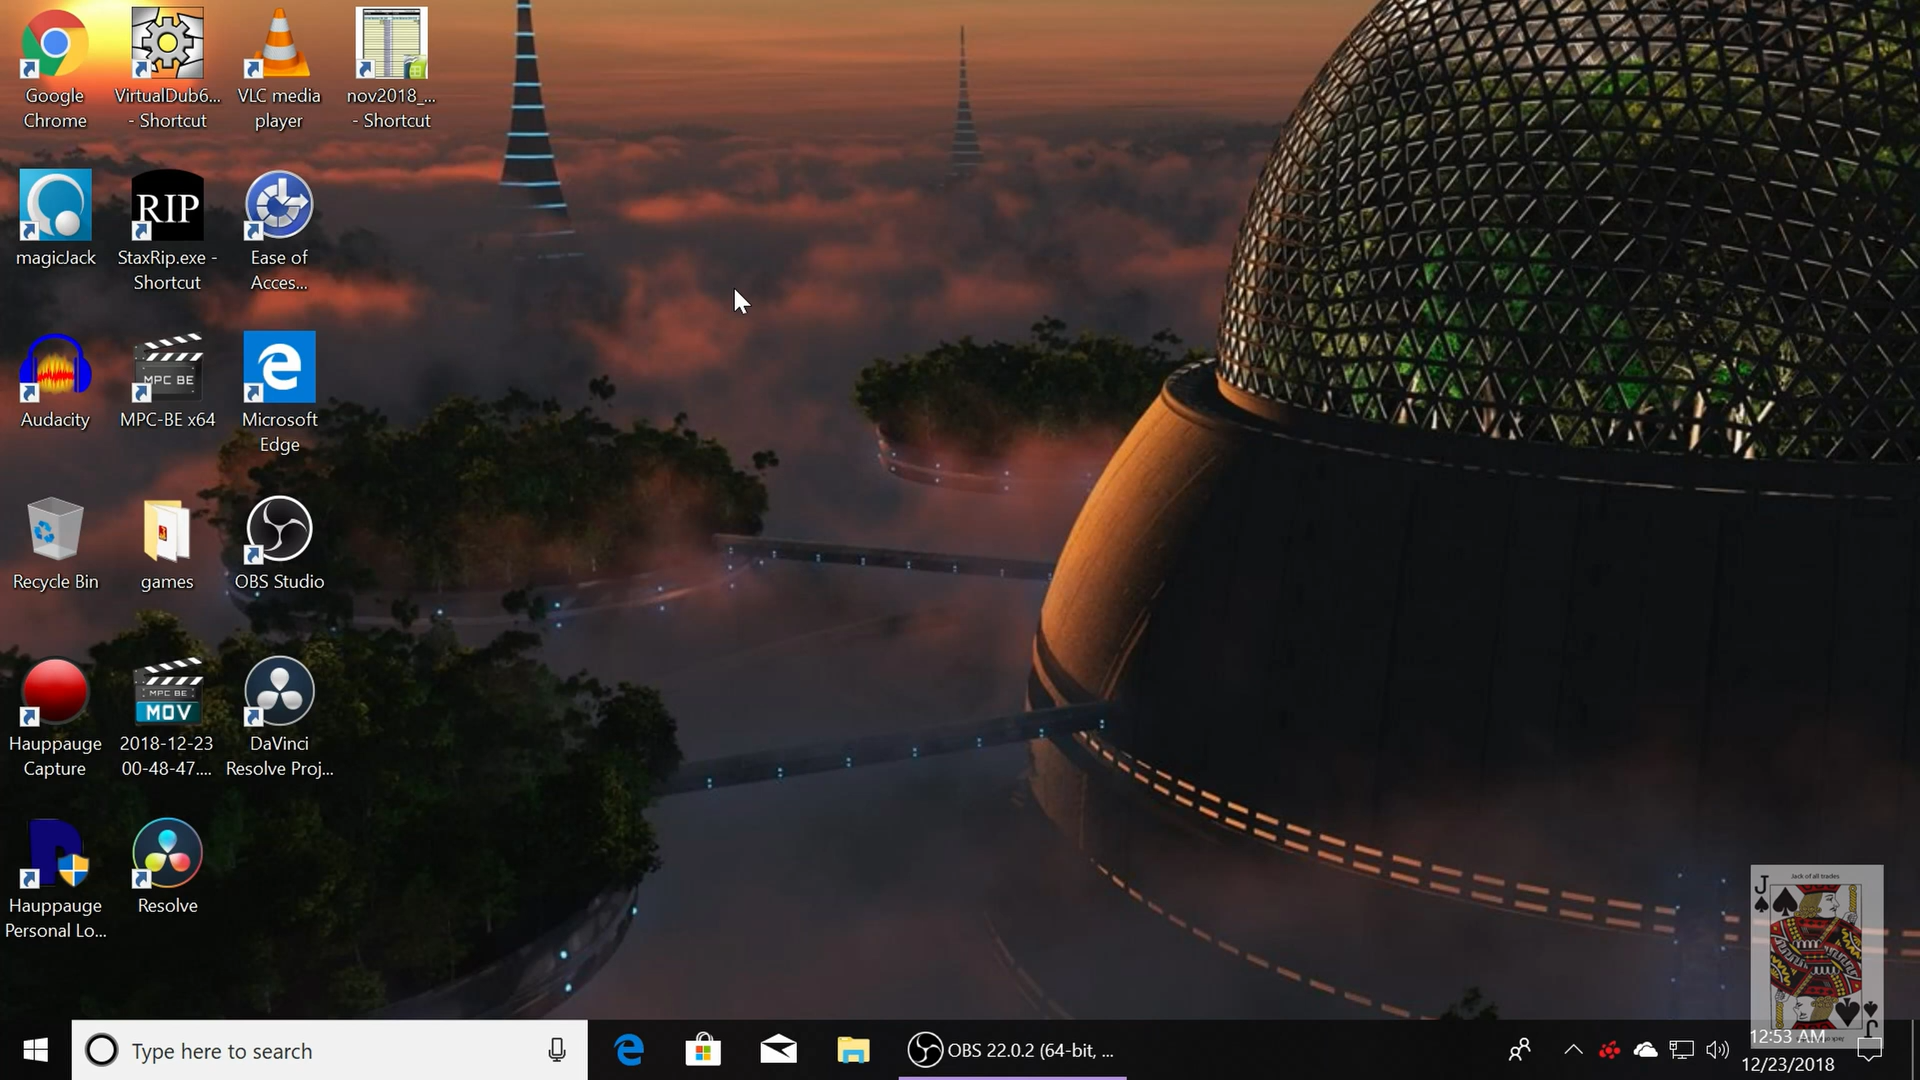 Google
Chrome
VirtualDub6...
- Shortcut
VLC media
player
nov2018_...
- Shortcut
magicJack
RIP
StaxRip.exe -
Shortcut
Ease of
Acces...
Audacity
MPC BE
MPC-BE x64
Microsoft
Edge
Recycle Bin
games
OBS Studio
Hauppauge
Capture
MPC BE
MOV
2018-12-23
00-48-47....
DaVinci
Resolve Proj...
Hauppauge
Personal Lo...
Resolve
J
Jack of all trades
J
Type here to search
OBS 22.0.2 (64-bit, ...
12:53 AM
12/23/2018